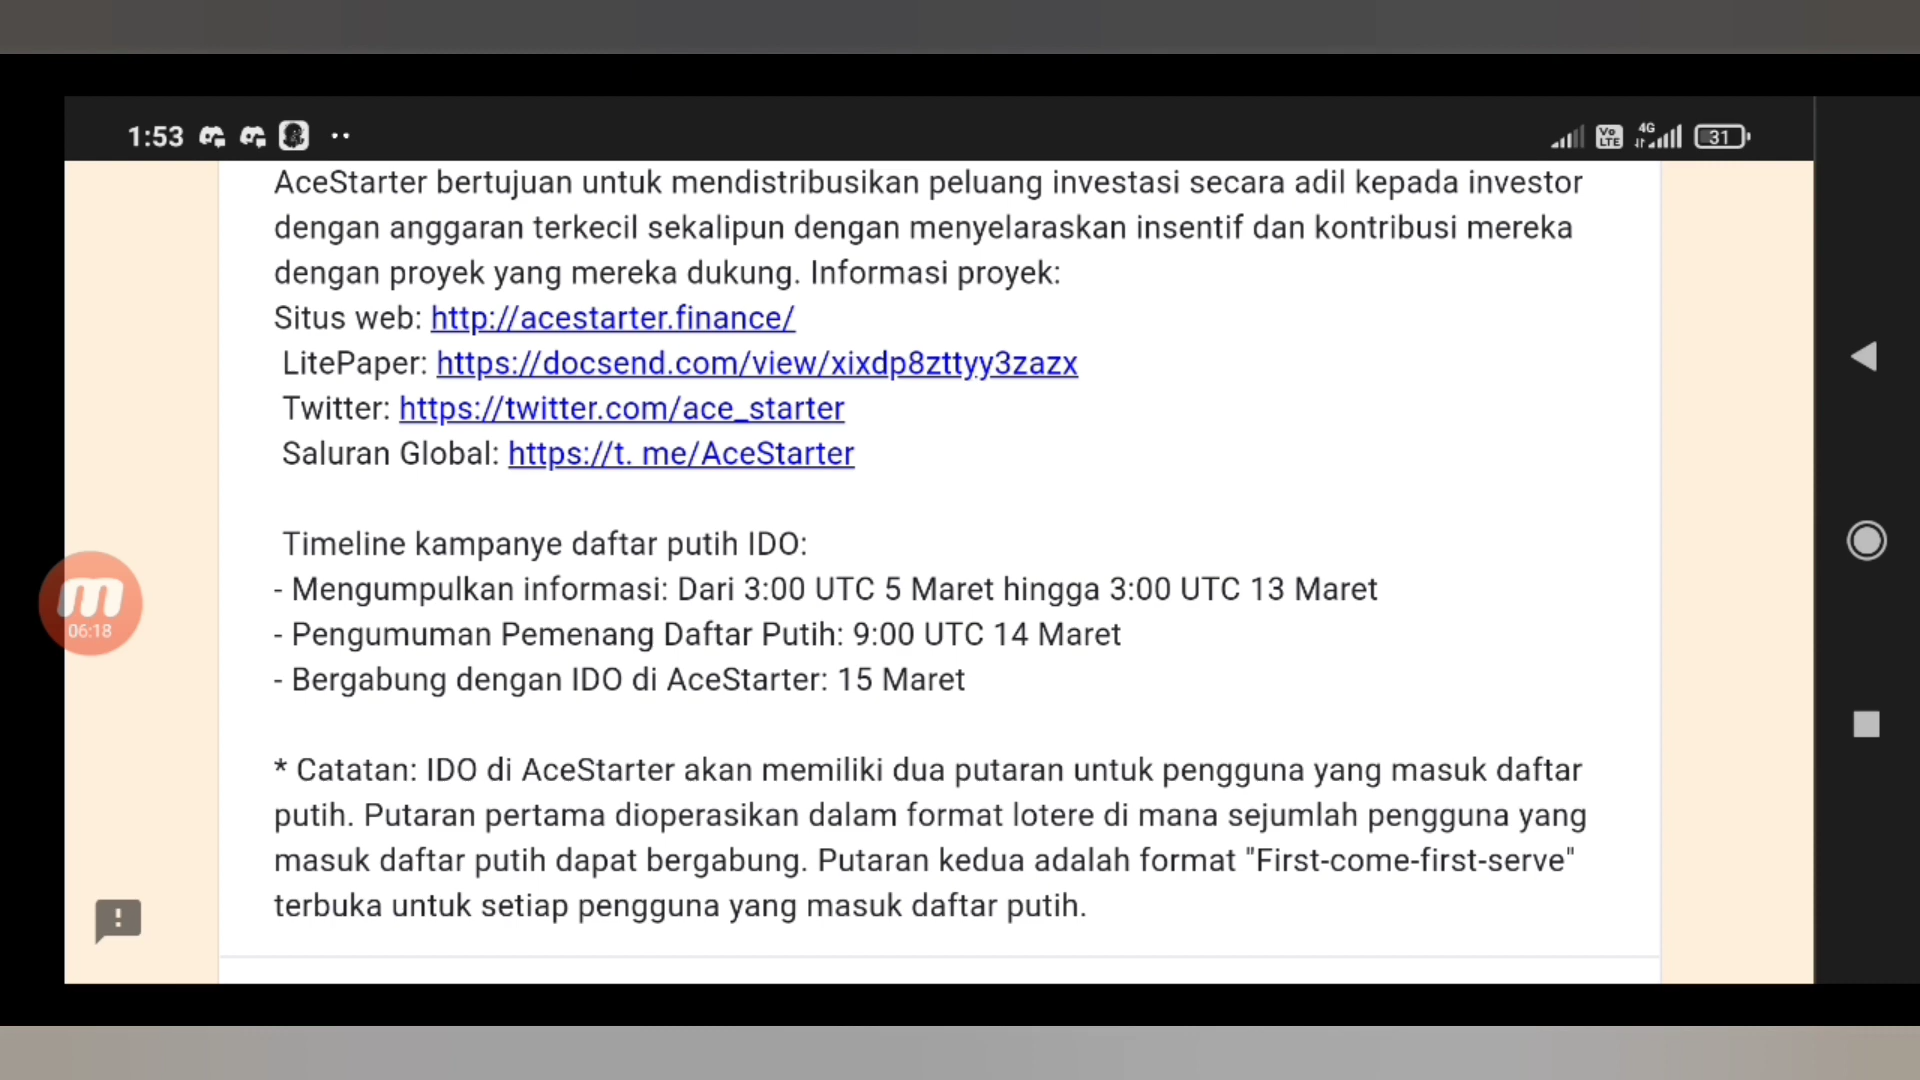 1:53
4G
Vo
LTE
31
AceStarter bertujuan untuk mendistribusikan peluang investasi secara adil kepada investor
dengan anggaran terkecil sekalipun dengan menyelaraskan insentif dan kontribusi mereka
dengan proyek yang mereka dukung. Informasi proyek:
Situs web: http://acestarter.finance/
LitePaper: https://docsend.com/view/xixdp8zttyy3zazx
Twitter: https://twitter.com/ace_starter
Saluran Global: https://t. me/AceStarter
Timeline kampanye daftar putih IDO:
- Mengumpulkan informasi: Dari 3:00 UTC 5 Maret hingga 3:00 UTC 13 Maret
06:18
- Pengumuman Pemenang Daftar Putih: 9:00 UTC 14 Maret
- Bergabung dengan IDO di AceStarter: 15 Maret
* Catatan: IDO di AceStarter akan memiliki dua putaran untuk pengguna yang masuk daftar
putih. Putaran pertama dioperasikan dalam format lotere di mana sejumlah pengguna yang
masuk daftar putih dapat bergabung. Putaran kedua adalah format "First-come-first-serve"
terbuka untuk setiap pengguna yang masuk daftar putih.